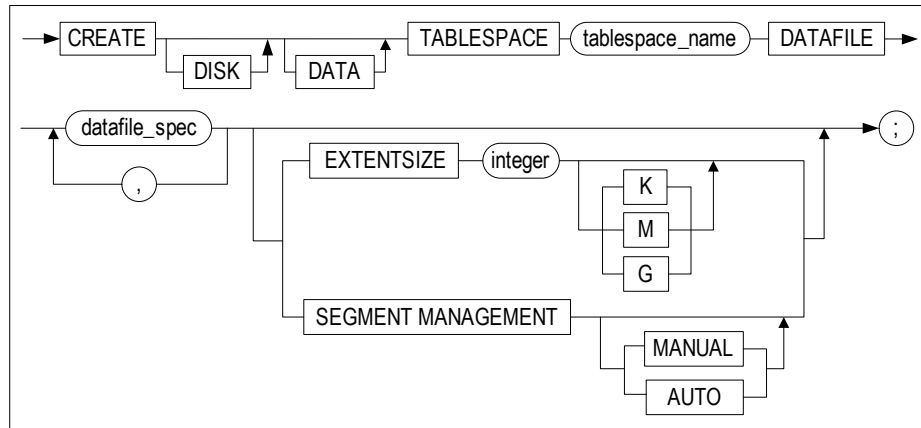 CREATE DISK DATA TABLESPACE tablespace_name DATAFILE
datafile_spec , ;
EXTENTSIZE integer
K
M
G
SEGMENT MANAGEMENT
MANUAL
AUTO